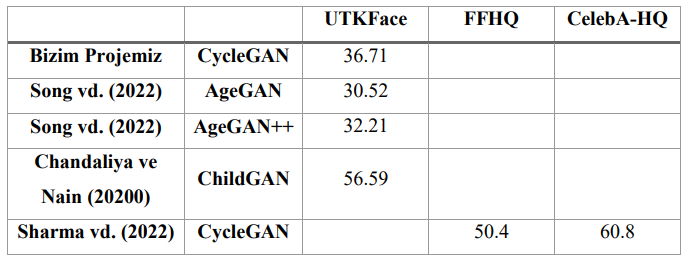 UTKFace FFHQ CelebA-HQ
Bizim Projemiz CycleGAN 36.71
Song vd. (2022) AgeGAN 30.52
Song vd. (2022) AgeGAN++ 32.21
Chandaliya ve
Nain (20200) ChildGAN 56.59
Sharma vd. (2022) CycleGAN 50.4 60.8